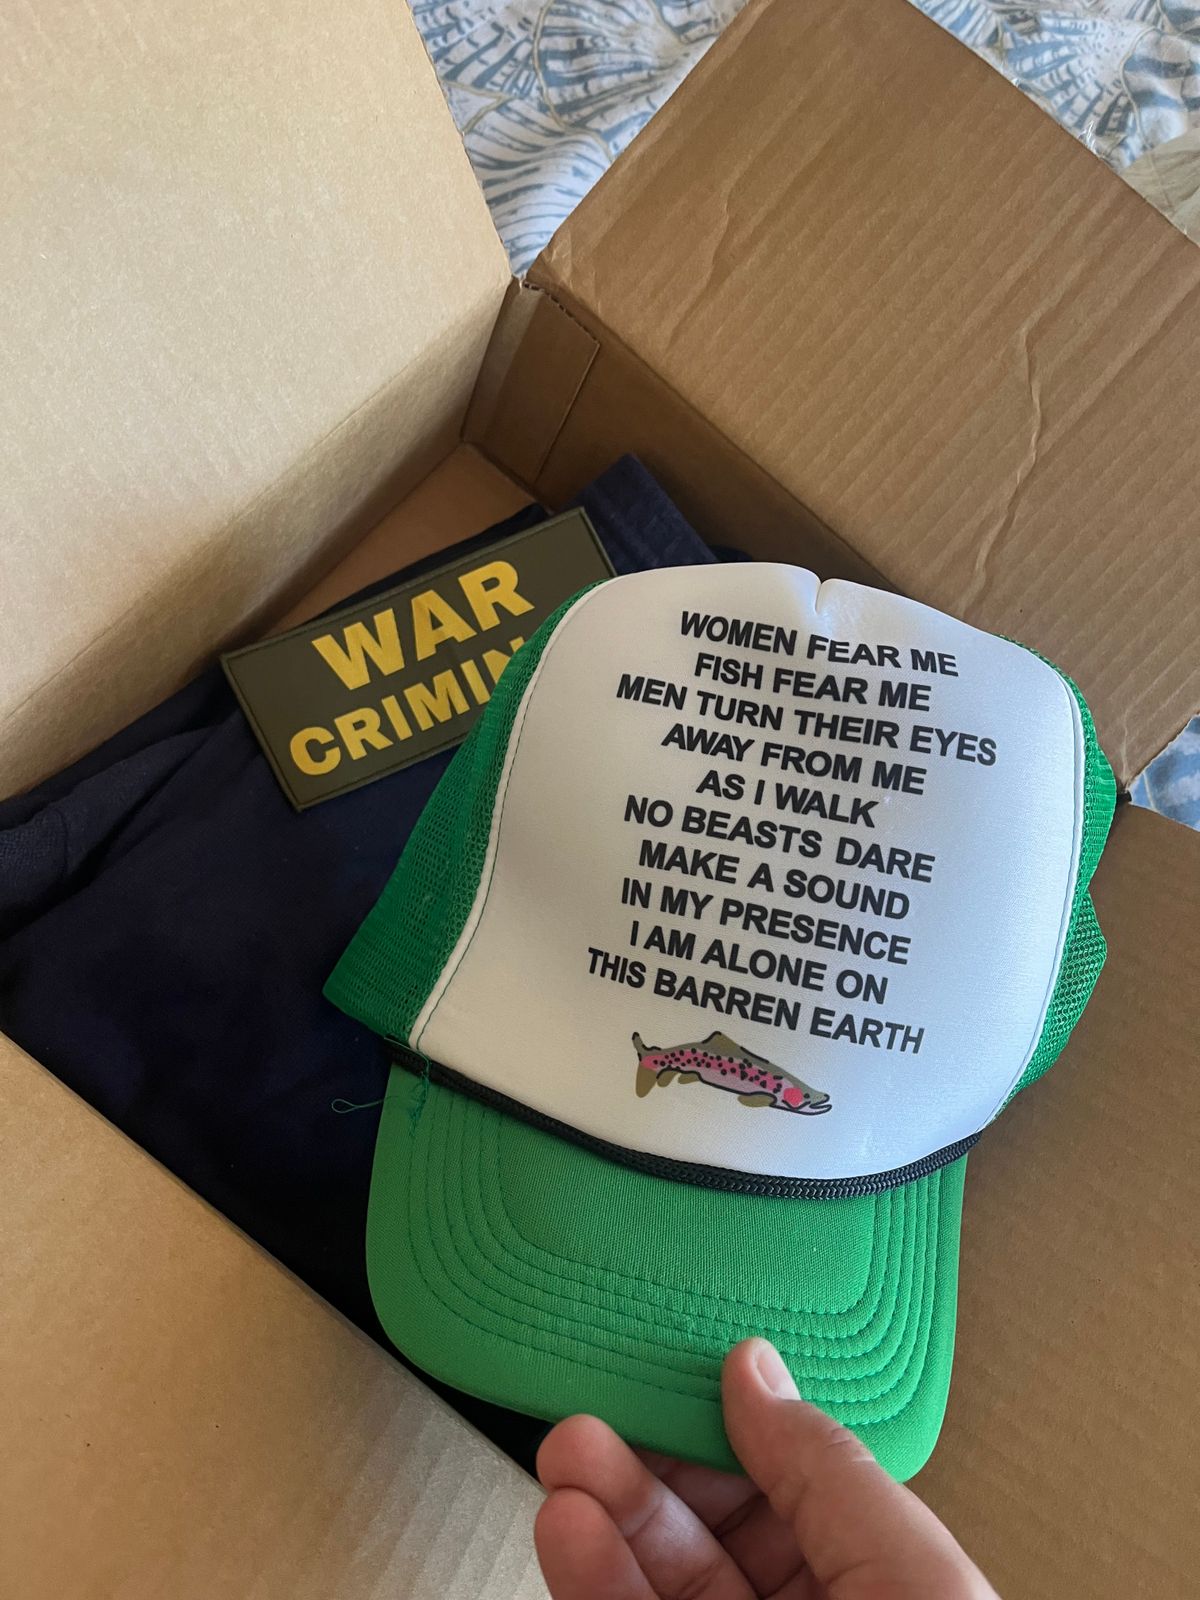 WAR
WOMEN FEAR ME
FISH FEAR ME
MEN TURN THEIR EYES
AWAY FROM ME
AS I WALK
NO BEASTS DARE
MAKE A SOUND
IN MY PRESENCE
I AM ALONE ON
THIS BARREN EARTH